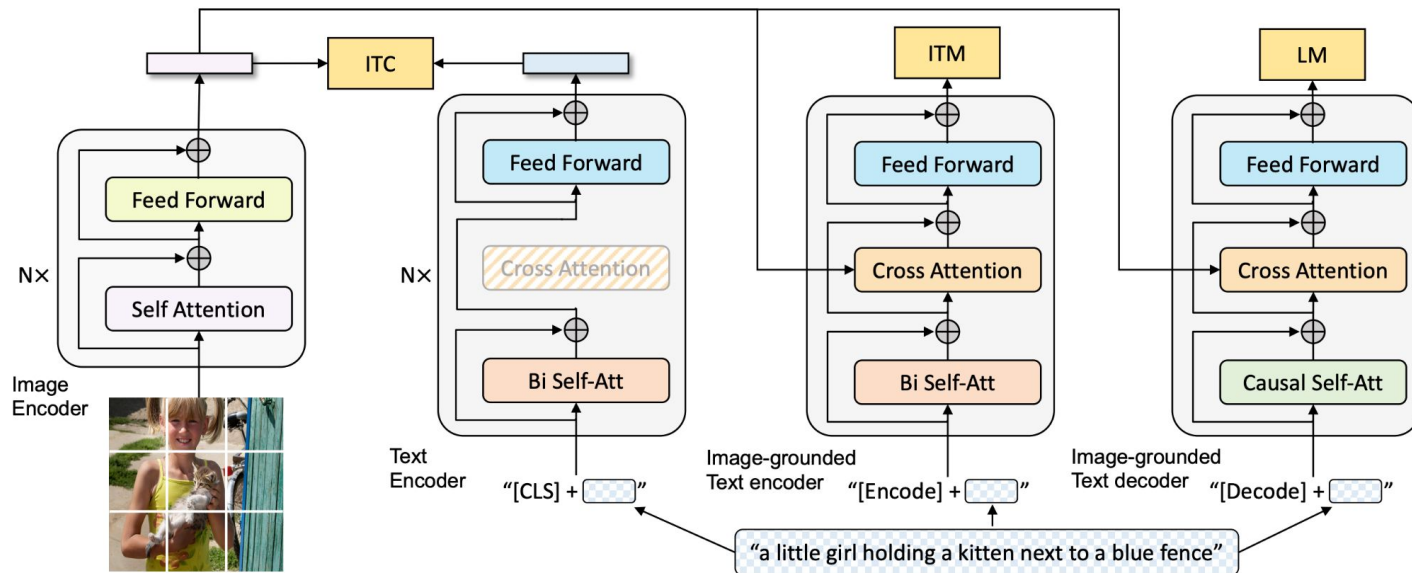 ITC
ITM
LM
Feed Forward
Self Attention
N×
Image
Encoder
Feed Forward
Cross Attention
Bi Self-Att
N×
Text
Encoder
“[CLS] + ”
Feed Forward
Cross Attention
Bi Self-Att
Image-grounded
Text encoder
“[Encode] + ”
Feed Forward
Cross Attention
Causal Self-Att
Image-grounded
Text decoder
“[Decode] + ”
“a little girl holding a kitten next to a blue fence”